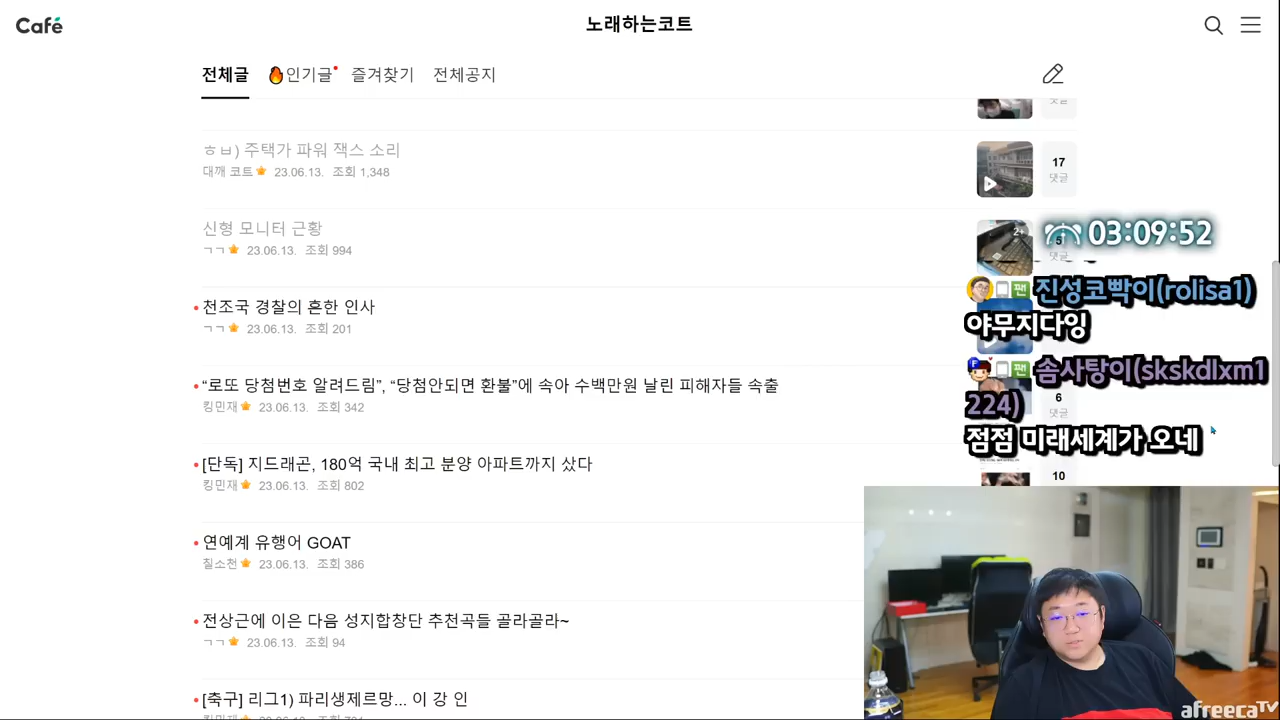 Café
노래하는코트
전체글 🔥인기글 즐겨찾기 전체공지
댓글
ㅎㅂ) 주택가 파워 잭스 소리
대깨 코트 23.06.13. 조회 1,348
17
댓글
신형 모니터 근황
ㄱㄱ 23.06.13. 조회 994
2+
5
댓글
03:09:52
천조국 경찰의 흔한 인사
ㄱㄱ 23.06.13. 조회 201
팬 진성코빡이(rolisa1)
야무지다잉
“로또 당첨번호 알려드림”, “당첨안되면 환불”에 속아 수백만원 날린 피해자들 속출
킹민재 23.06.13. 조회 342
6
댓글
팬 솜사탕이(skskdlxm1
224)
점점 미래세계가 오네
[단독] 지드래곤, 180억 국내 최고 분양 아파트까지 샀다
킹민재 23.06.13. 조회 802
10
연예계 유행어 GOAT
칠소천 23.06.13. 조회 386
전상근에 이은 다음 성지합창단 추천곡들 골라골라~
ㄱㄱ 23.06.13. 조회 94
[축구] 리그1) 파리생제르망... 이 강 인
afreecaTV